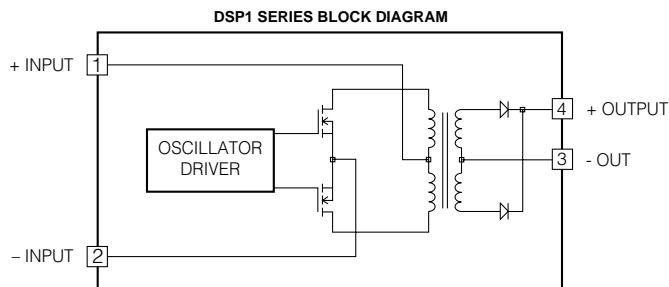 DSP1 SERIES BLOCK DIAGRAM
+ INPUT 1
OSCILLATOR
DRIVER
4 + OUTPUT
3 - OUT
– INPUT 2